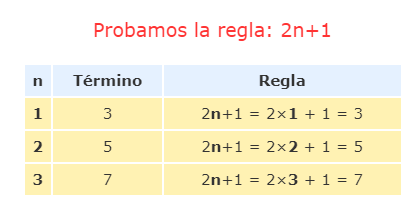 Probamos la regla: 2n+1
n Término Regla
1 3 2n+1 = 2×1 + 1 = 3
2 5 2n+1 = 2×2 + 1 = 5
3 7 2n+1 = 2×3 + 1 = 7